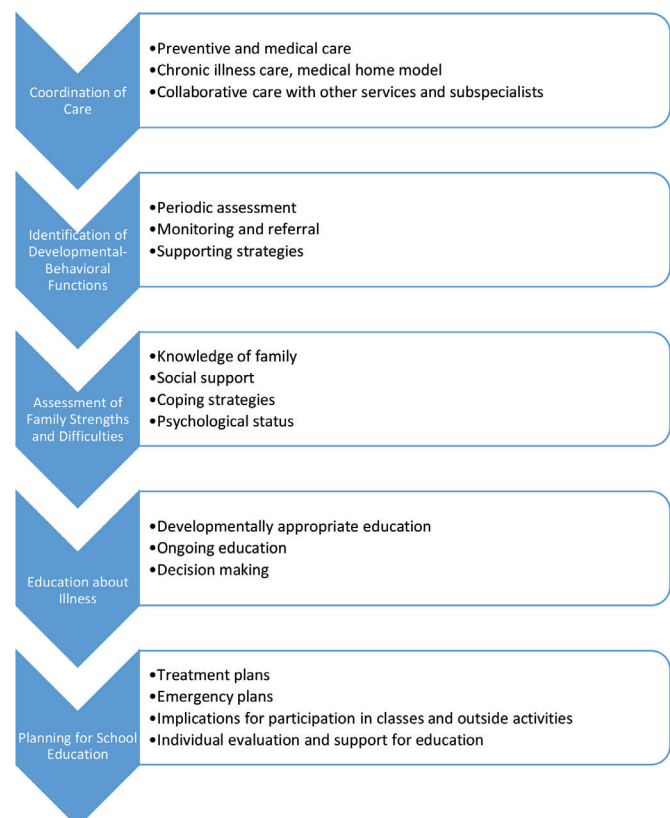 Coordination of
Care
•Preventive and medical care
•Chronic illness care, medical home model
•Collaborative care with other services and subspecialists
Identification of
Developmental-
Behavioral
Functions
•Periodic assessment
•Monitoring and referral
•Supporting strategies
Assessment of
Family Strengths
and Difficulties
•Knowledge of family
•Social support
•Coping strategies
•Psychological status
Education about
Illness
•Developmentally appropriate education
•Ongoing education
•Decision making
Planning for School
Education
•Treatment plans
•Emergency plans
•Implications for participation in classes and outside activities
•Individual evaluation and support for education